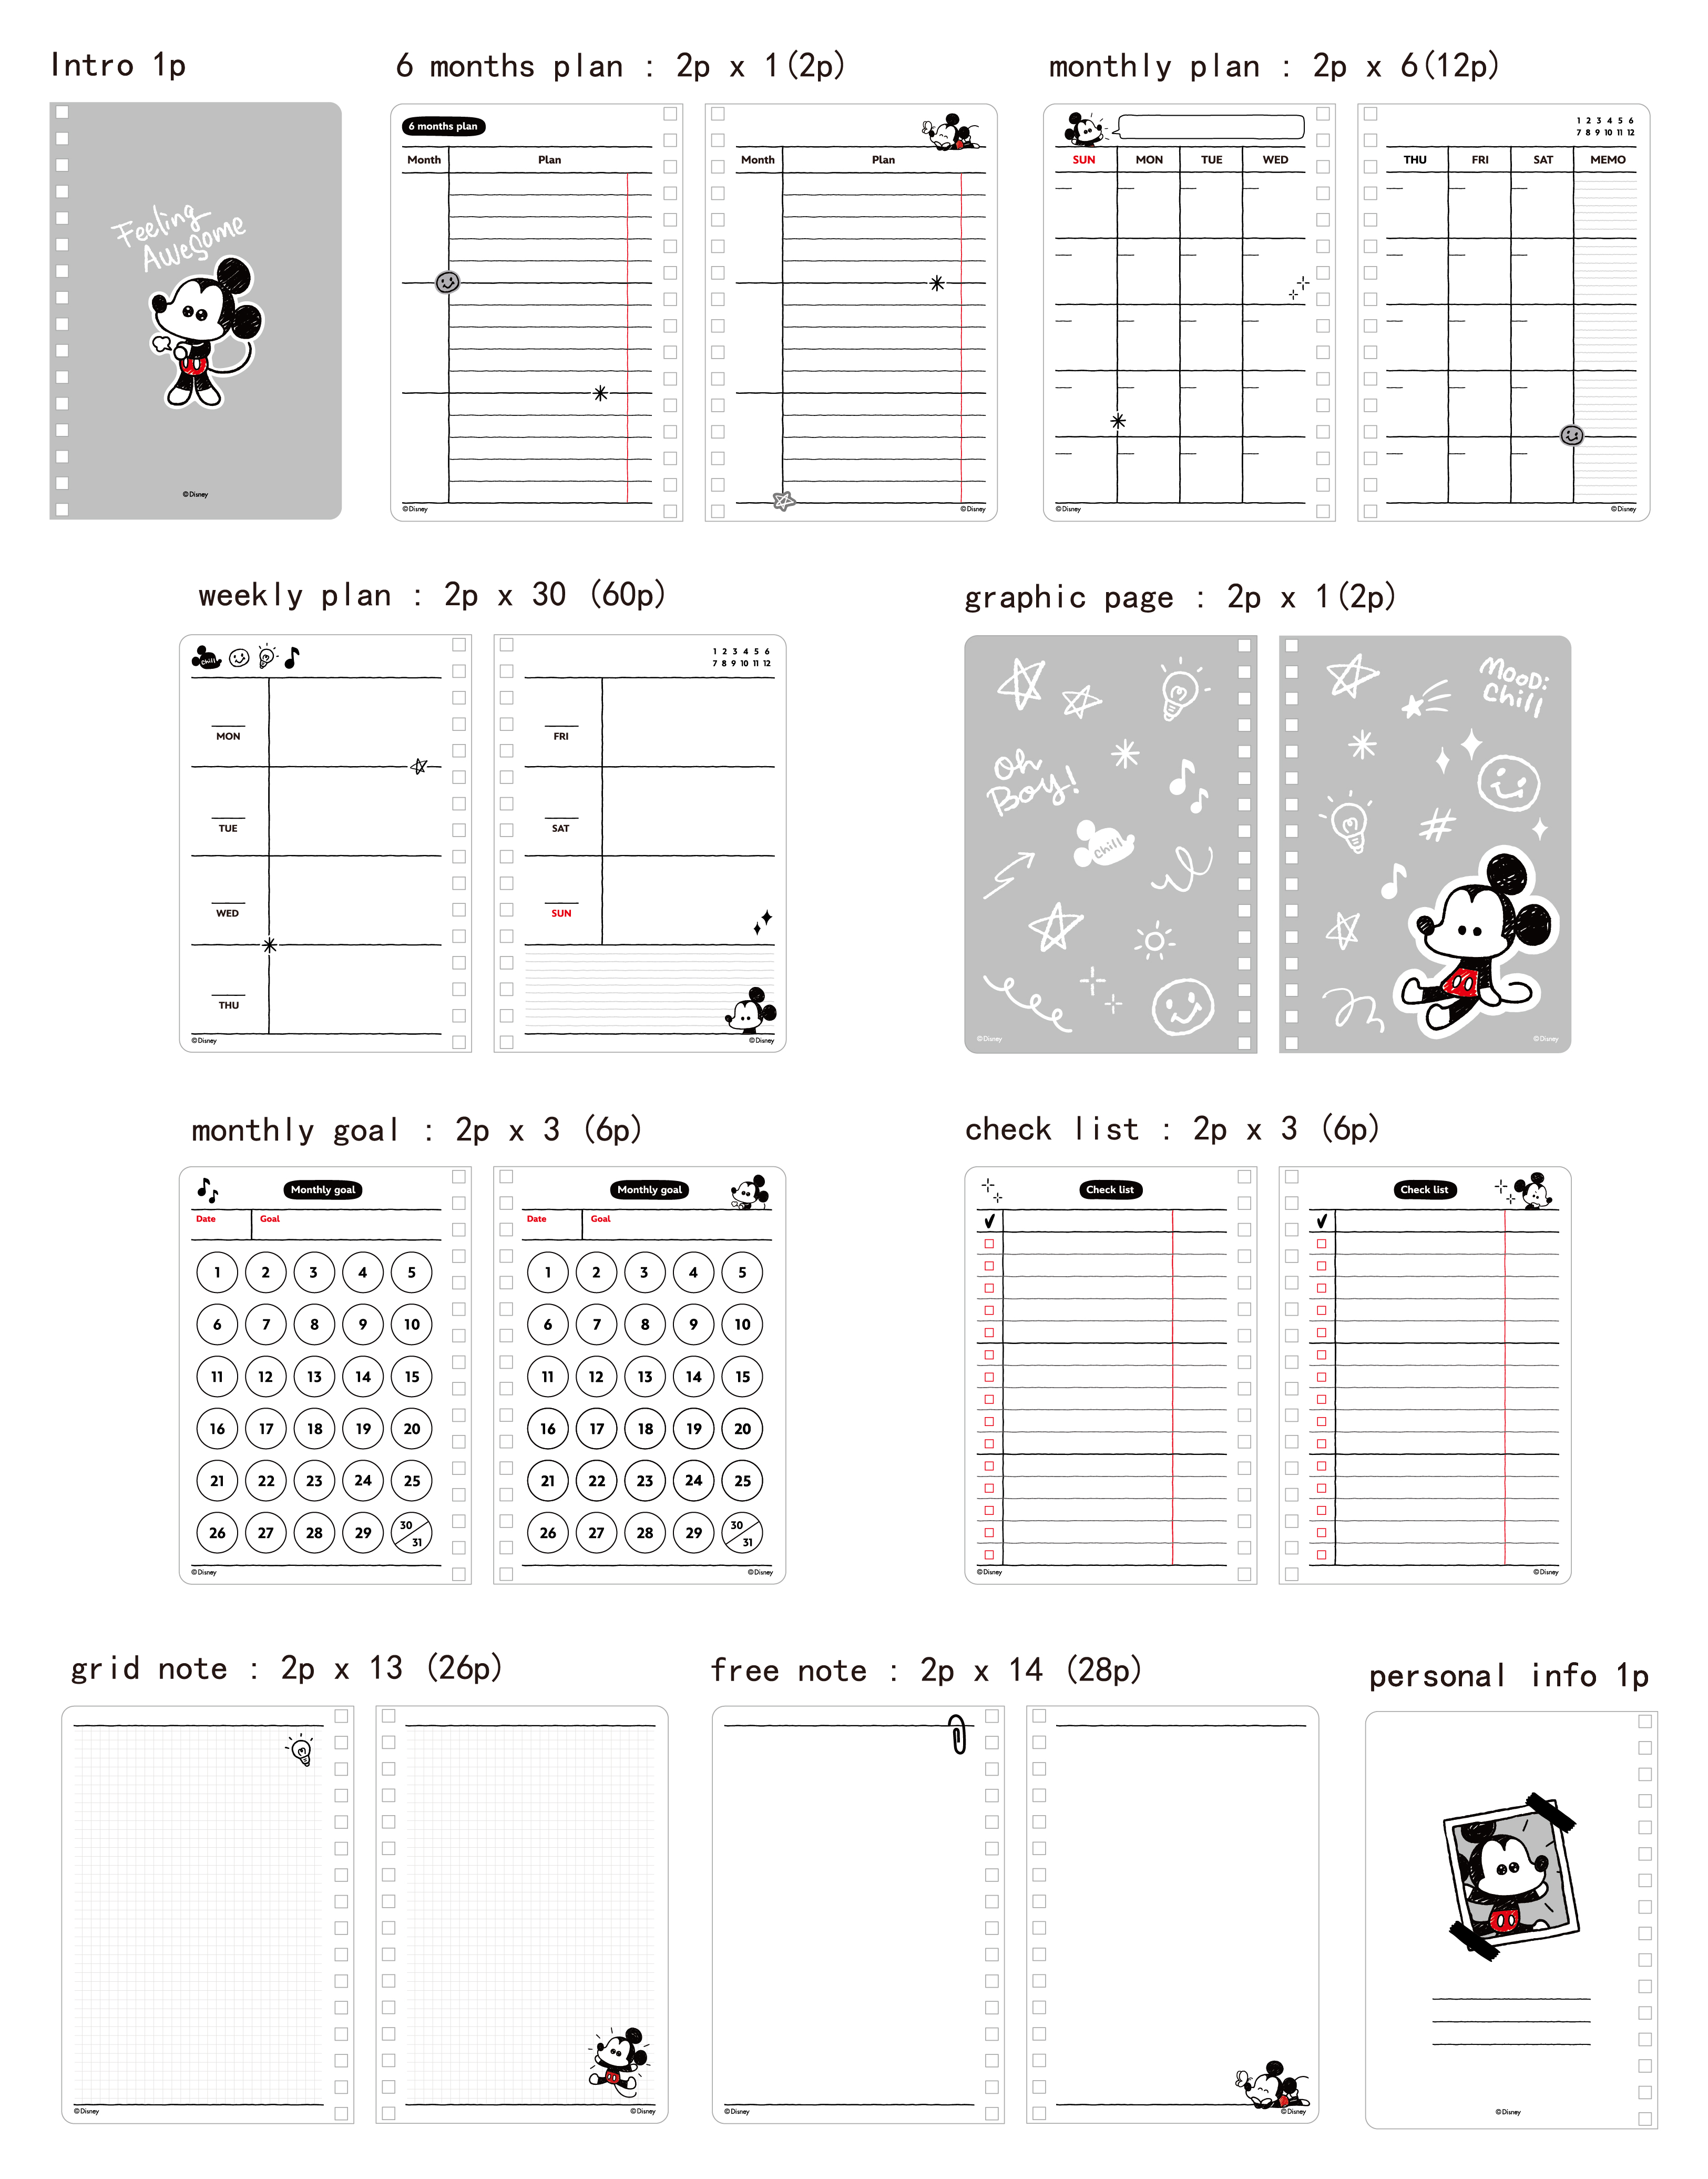 Intro 1p
Feeling
Awesome
©Disney
6 months plan : 2p x 1(2p)
6 months plan
Month Plan
©Disney
Month Plan
©Disney
monthly plan : 2p x 6(12p)
SUN MON TUE WED
©Disney
1 2 3 4 5 6
7 8 9 10 11 12
THU FRI SAT MEMO
©Disney
weekly plan : 2p x 30 (60p)
Chill
MON
TUE
WED
THU
©Disney
1 2 3 4 5 6
7 8 9 10 11 12
FRI
SAT
SUN
©Disney
graphic page : 2p x 1(2p)
Oh
Boy!
Chill
©Disney
MOOD:
Chill
#
©Disney
monthly goal : 2p x 3 (6p)
Monthly goal
Date Goal
1 2 3 4 5
6 7 8 9 10
11 12 13 14 15
16 17 18 19 20
21 22 23 24 25
26 27 28 29 30/31
©Disney
Monthly goal
Date Goal
1 2 3 4 5
6 7 8 9 10
11 12 13 14 15
16 17 18 19 20
21 22 23 24 25
26 27 28 29 30/31
©Disney
check list : 2p x 3 (6p)
Check list
©Disney
Check list
©Disney
grid note : 2p x 13 (26p)
©Disney
©Disney
free note : 2p x 14 (28p)
©Disney
©Disney
personal info 1p
©Disney